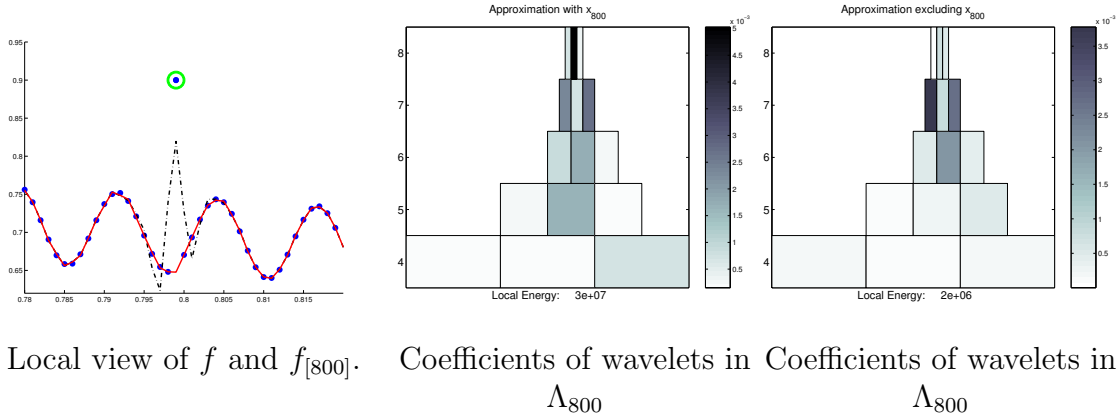 Approximation with x800
Approximation excluding x800
x 10-3
x 10-3
0.95
0.9
0.85
0.8
0.75
0.7
0.65
0.78 0.785 0.79 0.795 0.8 0.805 0.81 0.815
8
7
6
5
4
5
4.5
4
3.5
3
2.5
2
1.5
1
0.5
Local Energy: 3e+07
8
7
6
5
4
3.5
3
2.5
2
1.5
1
0.5
Local Energy: 2e+06
Local view of f and f[800].
Coefficients of wavelets in
Λ800
Coefficients of wavelets in
Λ800